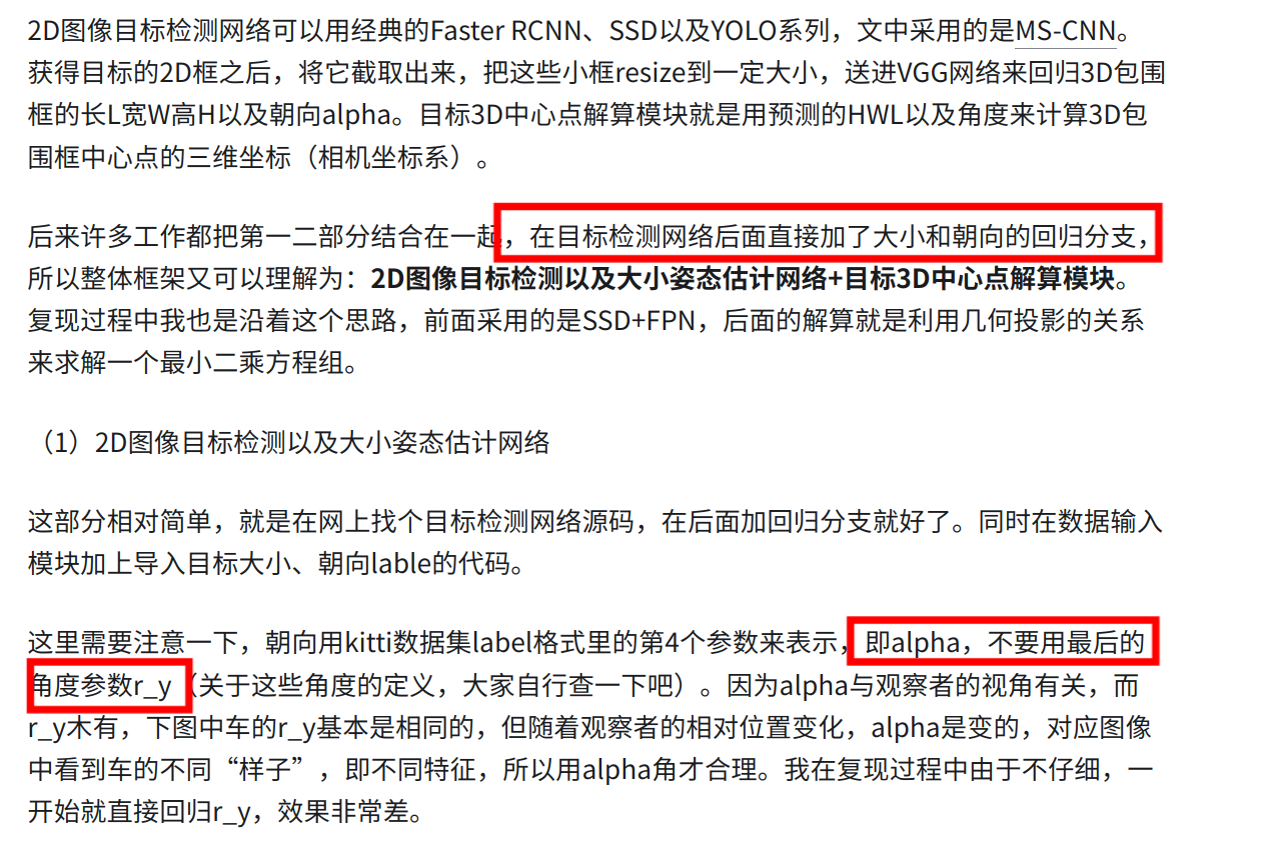 2D图像目标检测网络可以用经典的Faster RCNN、SSD以及YOLO系列，文中采用的是MS-CNN。
获得目标的2D框之后，将它截取出来，把这些小框resize到一定大小，送进VGG网络来回归3D包围
框的长L宽W高H以及朝向alpha。目标3D中心点解算模块就是用预测的HWL以及角度来计算3D包
围框中心点的三维坐标（相机坐标系）。
后来许多工作都把第一二部分结合在一起，在目标检测网络后面直接加了大小和朝向的回归分支，
所以整体框架又可以理解为：2D图像目标检测以及大小姿态估计网络+目标3D中心点解算模块。
复现过程中我也是沿着这个思路，前面采用的是SSD+FPN，后面的解算就是利用几何投影的关系
来求解一个最小二乘方程组。
（1）2D图像目标检测以及大小姿态估计网络
这部分相对简单，就是在网上找个目标检测网络源码，在后面加回归分支就好了。同时在数据输入
模块加上导入目标大小、朝向lable的代码。
这里需要注意一下，朝向用kitti数据集label格式里的第4个参数来表示，即alpha，不要用最后的
角度参数r_y（关于这些角度的定义，大家自行查一下吧）。因为alpha与观察者的视角有关，而
r_y木有，下图中车的r_y基本是相同的，但随着观察者的相对位置变化，alpha是变的，对应图像
中看到车的不同“样子”，即不同特征，所以用alpha角才合理。我在复现过程中由于不仔细，一
开始就直接回归r_y，效果非常差。